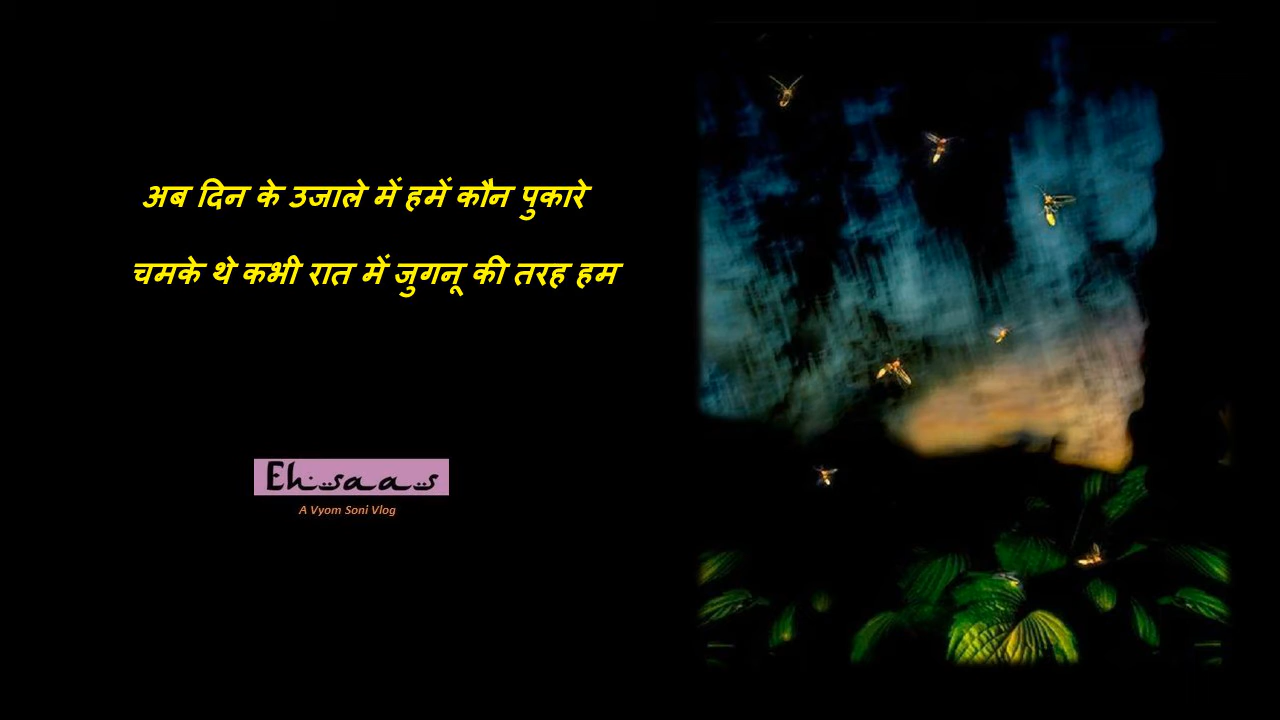 अब दिन के उजाले में हमें कौन पुकारे
चमके थे कभी रात में जुगनू की तरह हम
Ehsaas
A Vyom Soni Vlog